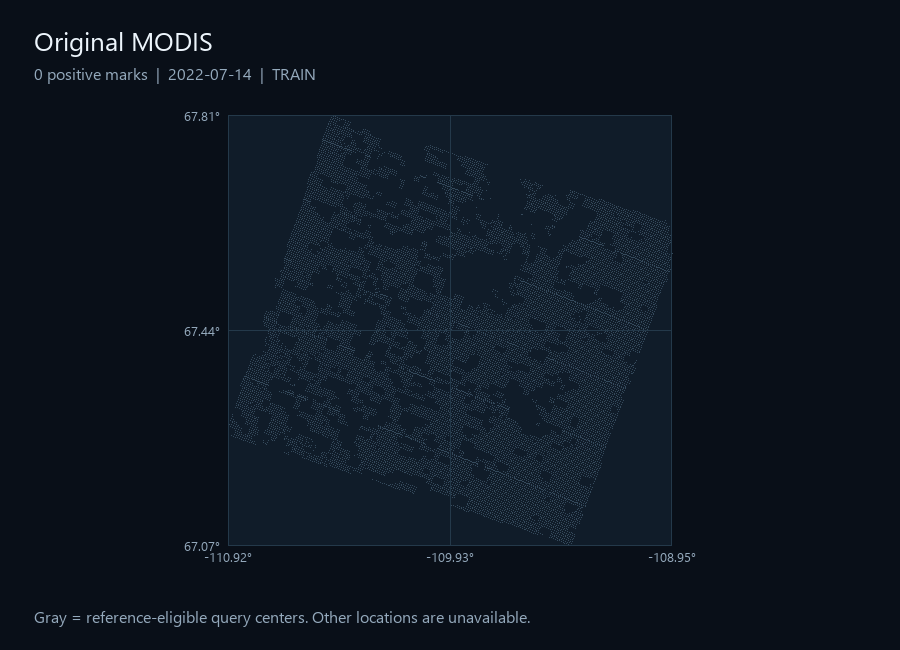 Original MODIS
0 positive marks | 2022-07-14 | TRAIN
67.81°
67.44°
67.07°
-110.92°
-109.93°
-108.95°
Gray = reference-eligible query centers. Other locations are unavailable.